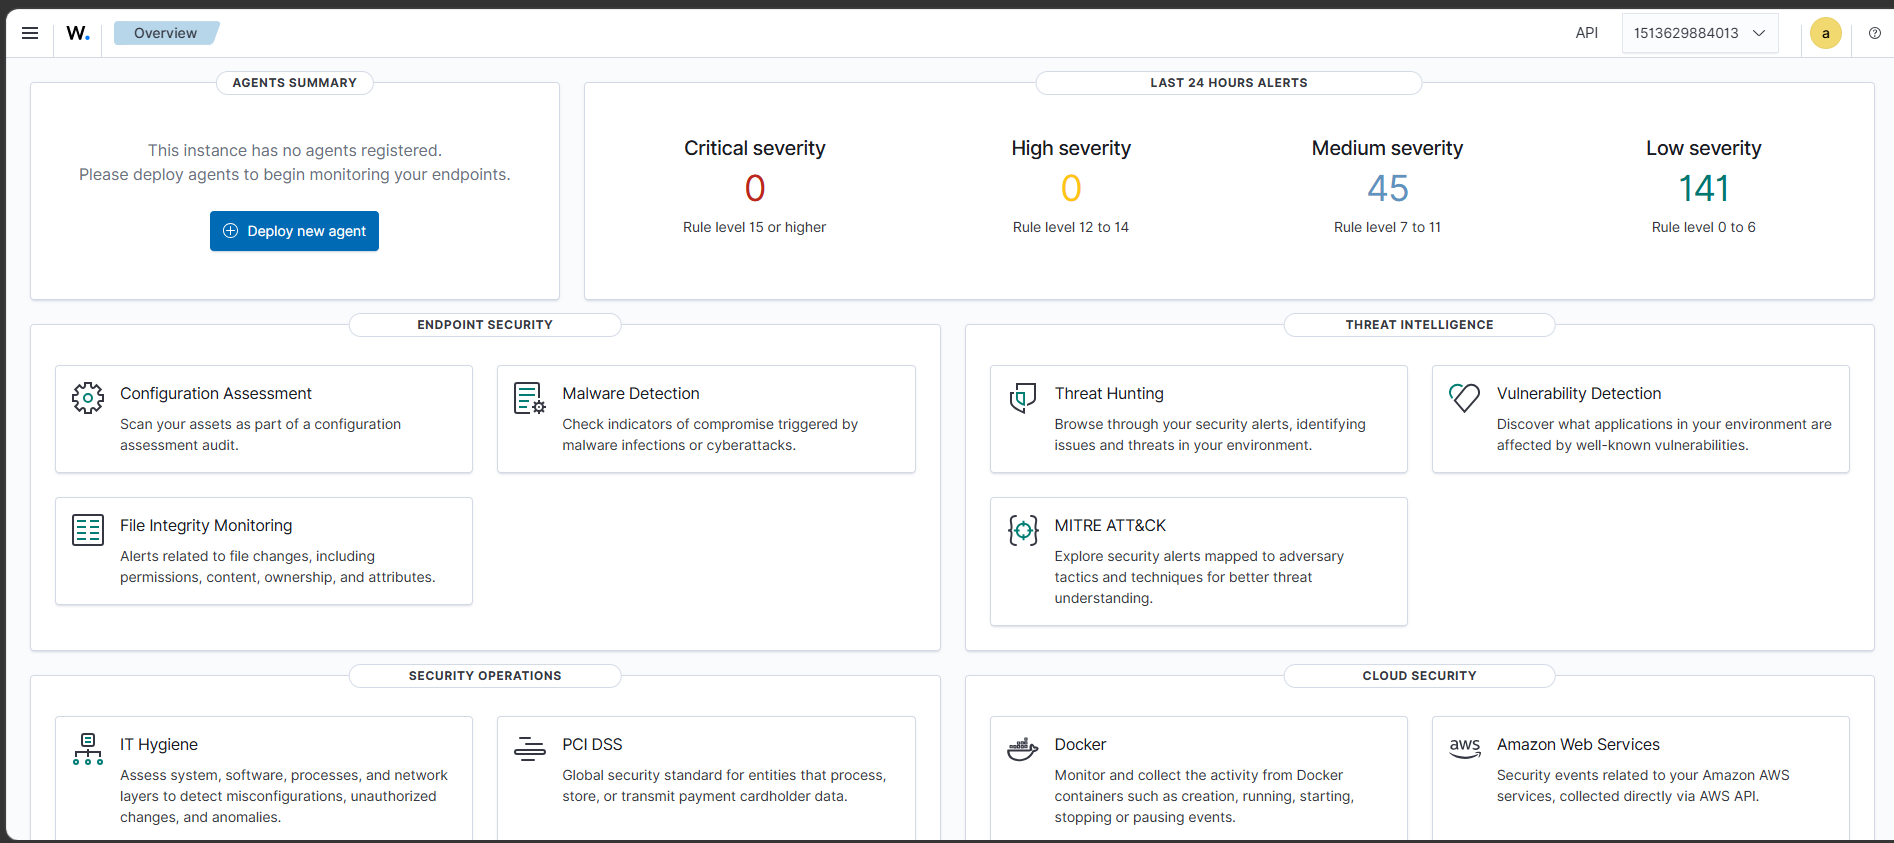 W.
Overview
API
1513629884013
a
AGENTS SUMMARY
This instance has no agents registered.
Please deploy agents to begin monitoring your endpoints.
Deploy new agent
LAST 24 HOURS ALERTS
Critical severity
0
Rule level 15 or higher
High severity
0
Rule level 12 to 14
Medium severity
45
Rule level 7 to 11
Low severity
141
Rule level 0 to 6
ENDPOINT SECURITY
Configuration Assessment
Scan your assets as part of a configuration
assessment audit.
Malware Detection
Check indicators of compromise triggered by
malware infections or cyberattacks.
File Integrity Monitoring
Alerts related to file changes, including
permissions, content, ownership, and attributes.
THREAT INTELLIGENCE
Threat Hunting
Browse through your security alerts, identifying
issues and threats in your environment.
Vulnerability Detection
Discover what applications in your environment are
affected by well-known vulnerabilities.
MITRE ATT&CK
Explore security alerts mapped to adversary
tactics and techniques for better threat
understanding.
SECURITY OPERATIONS
IT Hygiene
Assess system, software, processes, and network
layers to detect misconfigurations, unauthorized
changes, and anomalies.
PCI DSS
Global security standard for entities that process,
store, or transmit payment cardholder data.
CLOUD SECURITY
Docker
Monitor and collect the activity from Docker
containers such as creation, running, starting,
stopping or pausing events.
aws
Amazon Web Services
Security events related to your Amazon AWS
services, collected directly via AWS API.